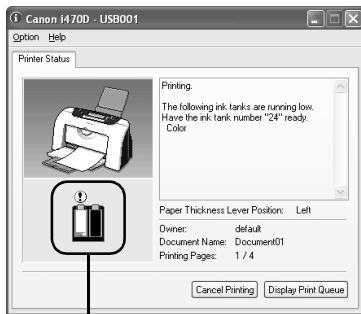 Canon i470D - USB001
Option Help
Printer Status
Printing.
The following ink tanks are running low.
Have the ink tank number "24" ready.
Color
Paper Thickness Lever Position: Left
Owner: default
Document Name: Document01
Printing Pages: 1 / 4
Cancel Printing Display Print Queue